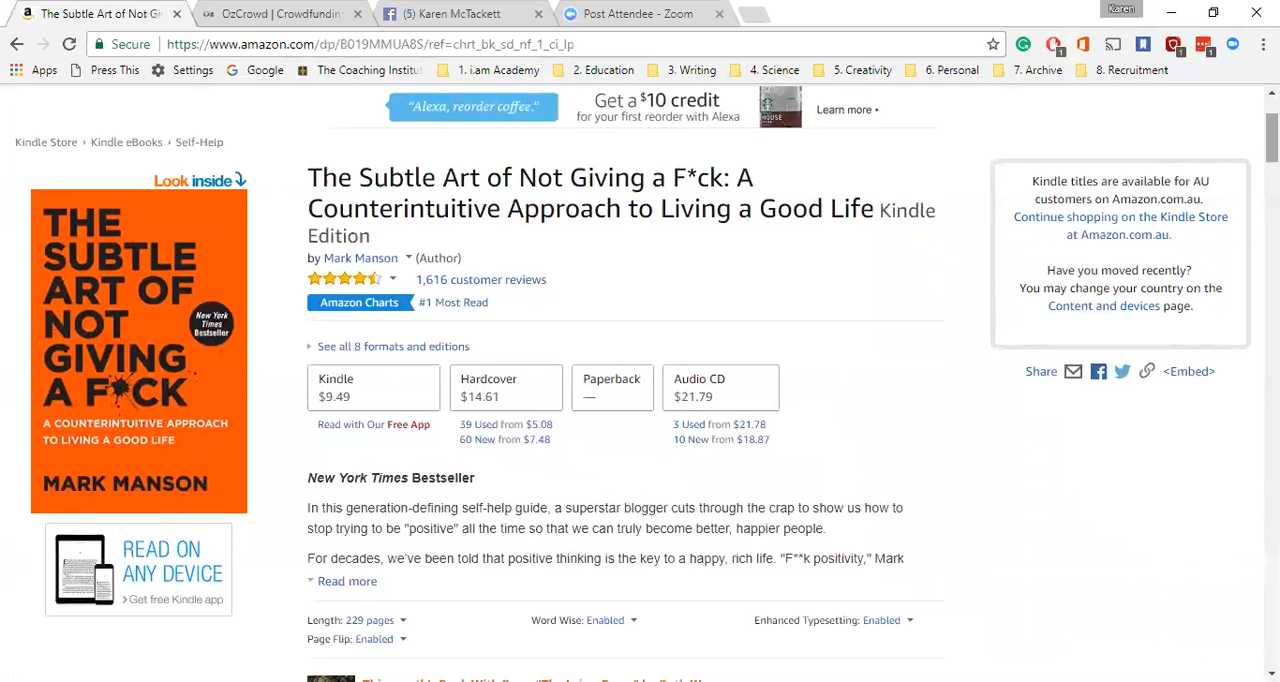 The Subtle Art of Not Givi
OzCrowd | Crowdfundin
(5) Karen McTackett
Post Attendee - Zoom
Karen
Secure
https://www.amazon.com/dp/B019MMUA8S/ref=chrt_bk_sd_nf_1_ci_lp
Apps
Press This
Settings
Google
The Coaching Institut
1. i.am Academy
2. Education
3. Writing
4. Science
5. Creativity
6. Personal
7. Archive
8. Recruitment
"Alexa, reorder coffee."
Get a $10 credit
for your first reorder with Alexa
Learn more
Kindle Store › Kindle eBooks › Self-Help
Look inside
THE
SUBTLE
ART OF
NOT
GIVING
A F*CK
New York
Times
Bestseller
A COUNTERINTUITIVE APPROACH
TO LIVING A GOOD LIFE
MARK MANSON
READ ON
ANY DEVICE
>Get free Kindle app
The Subtle Art of Not Giving a F*ck: A
Counterintuitive Approach to Living a Good Life Kindle
Edition
by Mark Manson (Author)
1,616 customer reviews
Amazon Charts #1 Most Read
See all 8 formats and editions
Kindle
$9.49
Hardcover
$14.61
Paperback
—
Audio CD
$21.79
Read with Our Free App
39 Used from $5.08
60 New from $7.48
3 Used from $21.78
10 New from $18.87
New York Times Bestseller
In this generation-defining self-help guide, a superstar blogger cuts through the crap to show us how to
stop trying to be "positive" all the time so that we can truly become better, happier people.
For decades, we've been told that positive thinking is the key to a happy, rich life. "F**k positivity," Mark
Read more
Length: 229 pages
Word Wise: Enabled
Enhanced Typesetting: Enabled
Page Flip: Enabled
Kindle titles are available for AU
customers on Amazon.com.au.
Continue shopping on the Kindle Store
at Amazon.com.au.
Have you moved recently?
You may change your country on the
Content and devices page.
Share
<Embed>